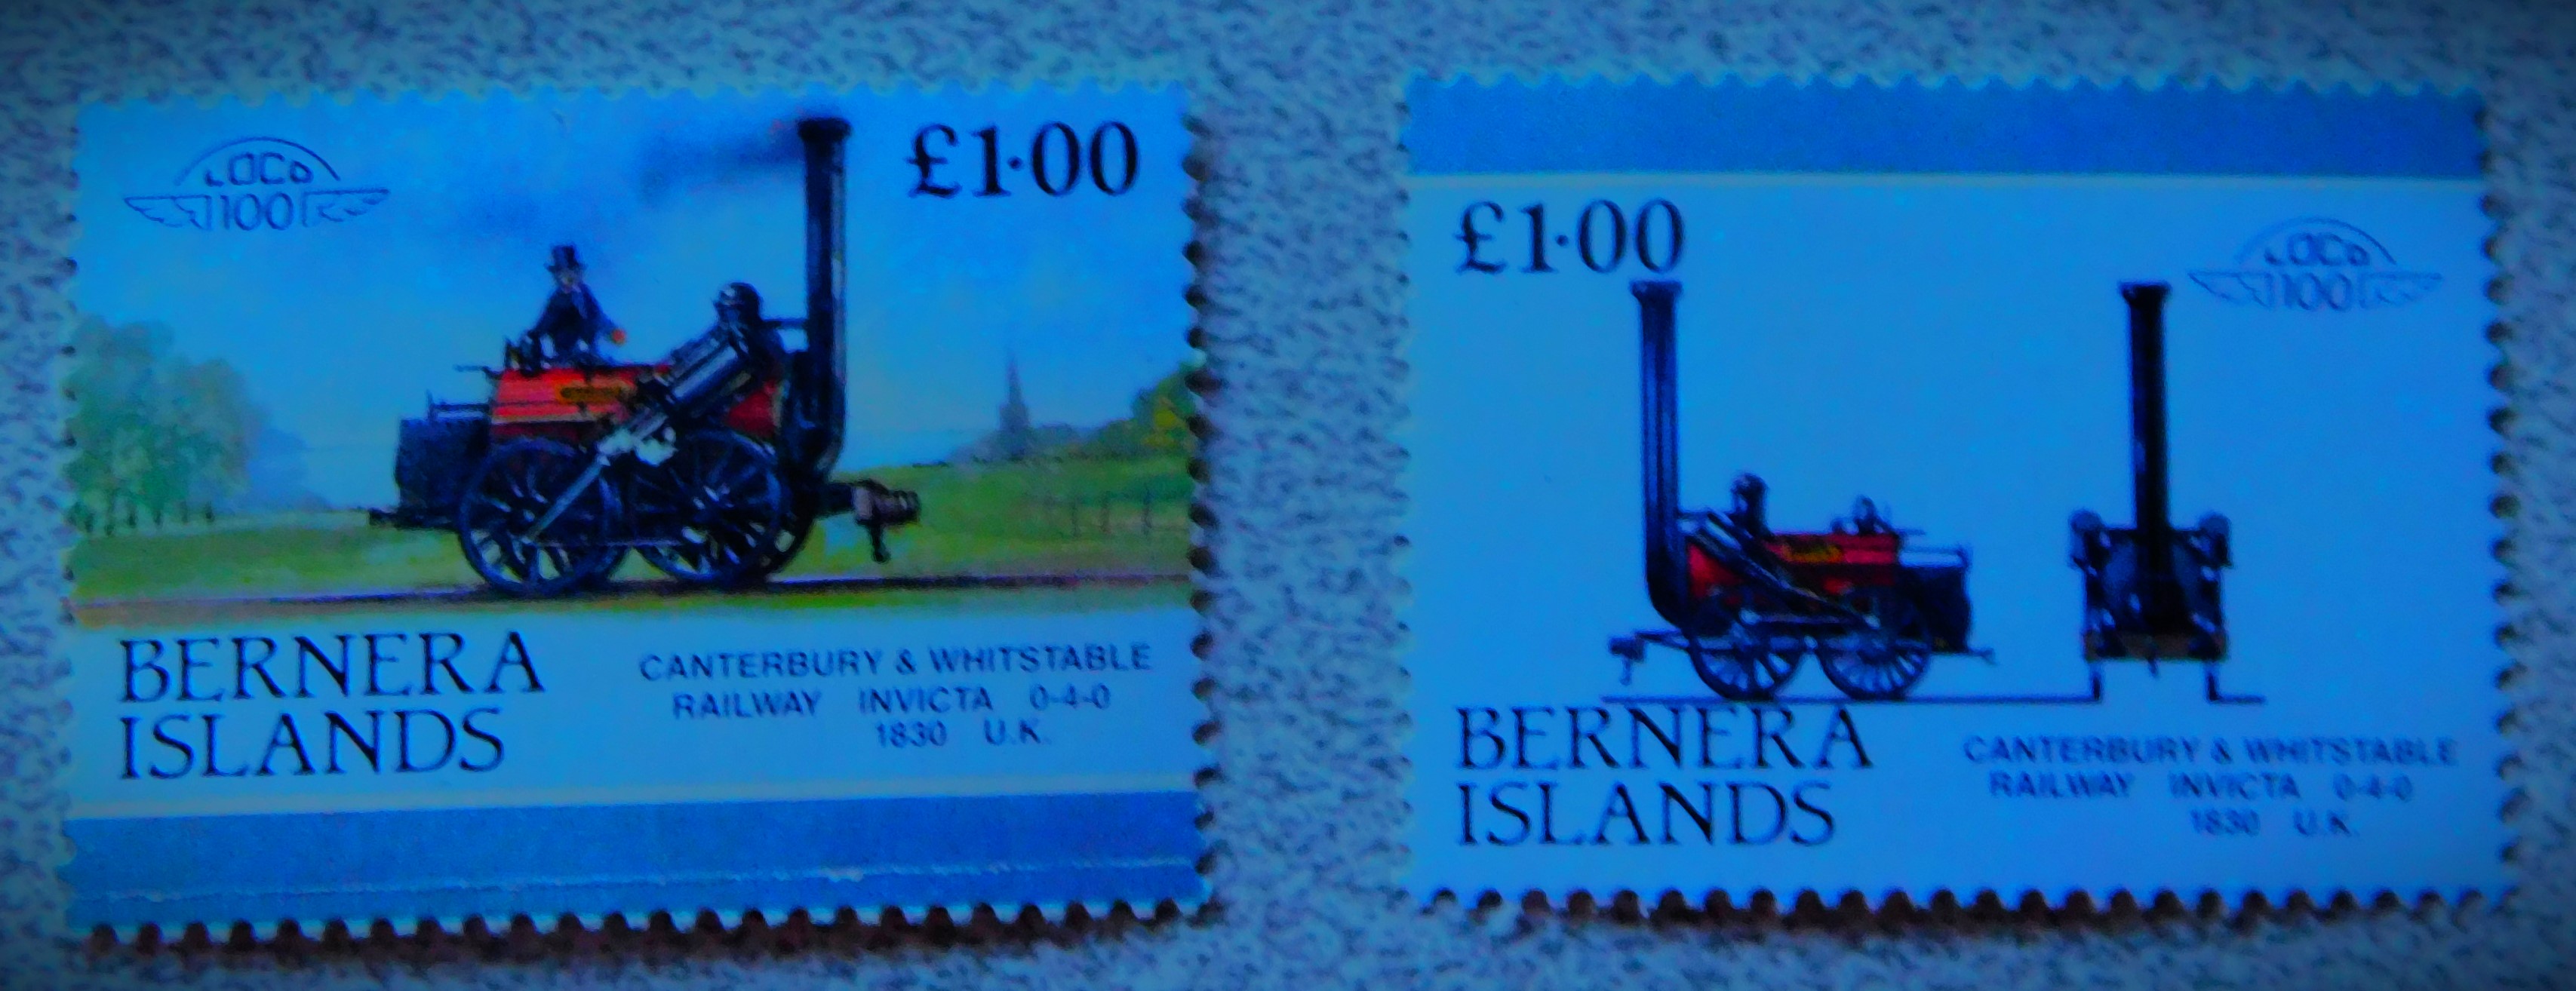 LOCO
100
£1·00
BERNERA
ISLANDS
CANTERBURY & WHITSTABLE
RAILWAY INVICTA 0-4-0
1830 U.K.
£1·00
LOCO
100
BERNERA
ISLANDS
CANTERBURY & WHITSTABLE
RAILWAY INVICTA 0-4-0
1830 U.K.